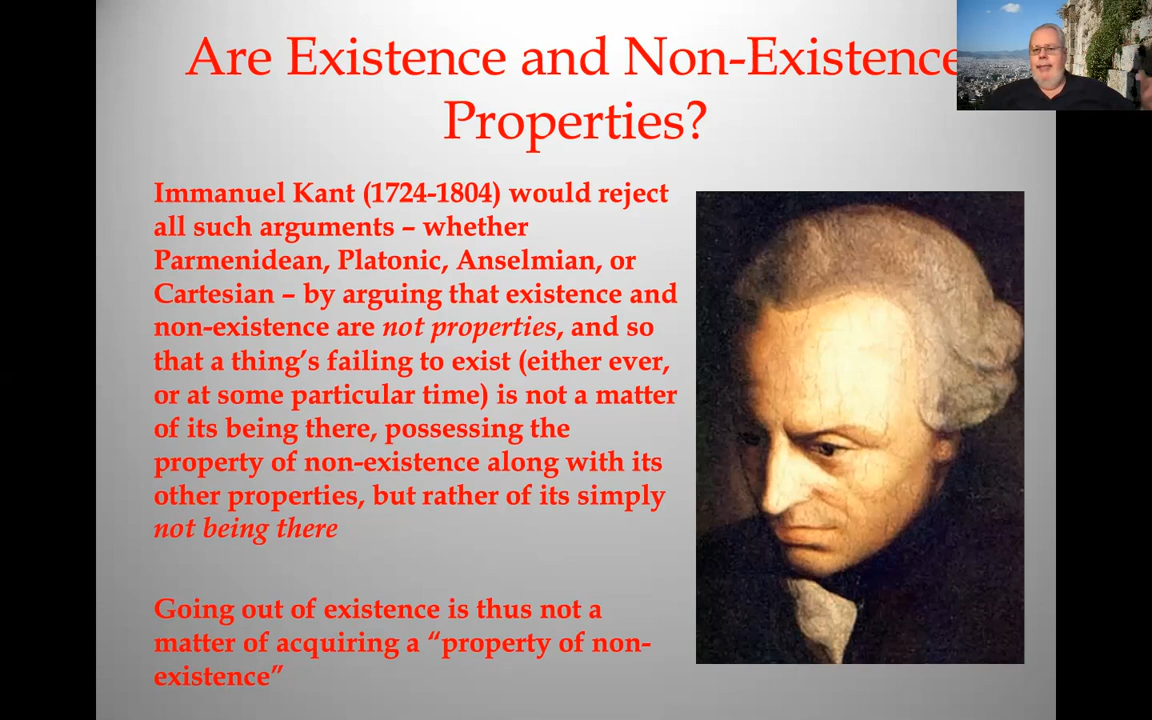 Are Existence and Non-Existence
Properties?
Immanuel Kant (1724-1804) would reject
all such arguments – whether
Parmenidean, Platonic, Anselmian, or
Cartesian – by arguing that existence and
non-existence are not properties, and so
that a thing’s failing to exist (either ever,
or at some particular time) is not a matter
of its being there, possessing the
property of non-existence along with its
other properties, but rather of its simply
not being there
Going out of existence is thus not a
matter of acquiring a “property of non-
existence”